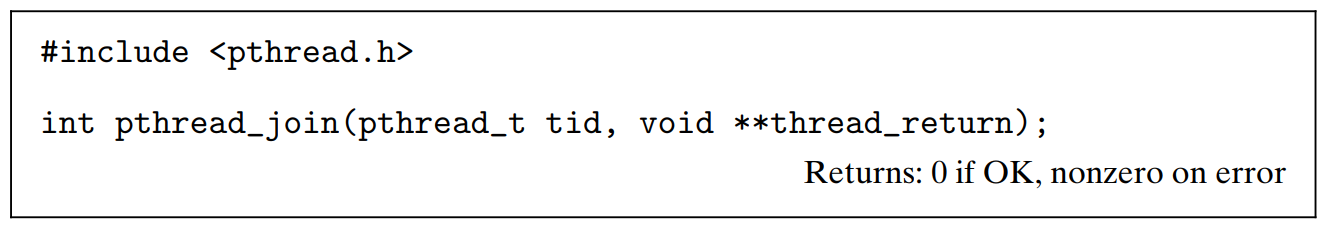 #include <pthread.h>
int pthread_join(pthread_t tid, void **thread_return);
Returns: 0 if OK, nonzero on error